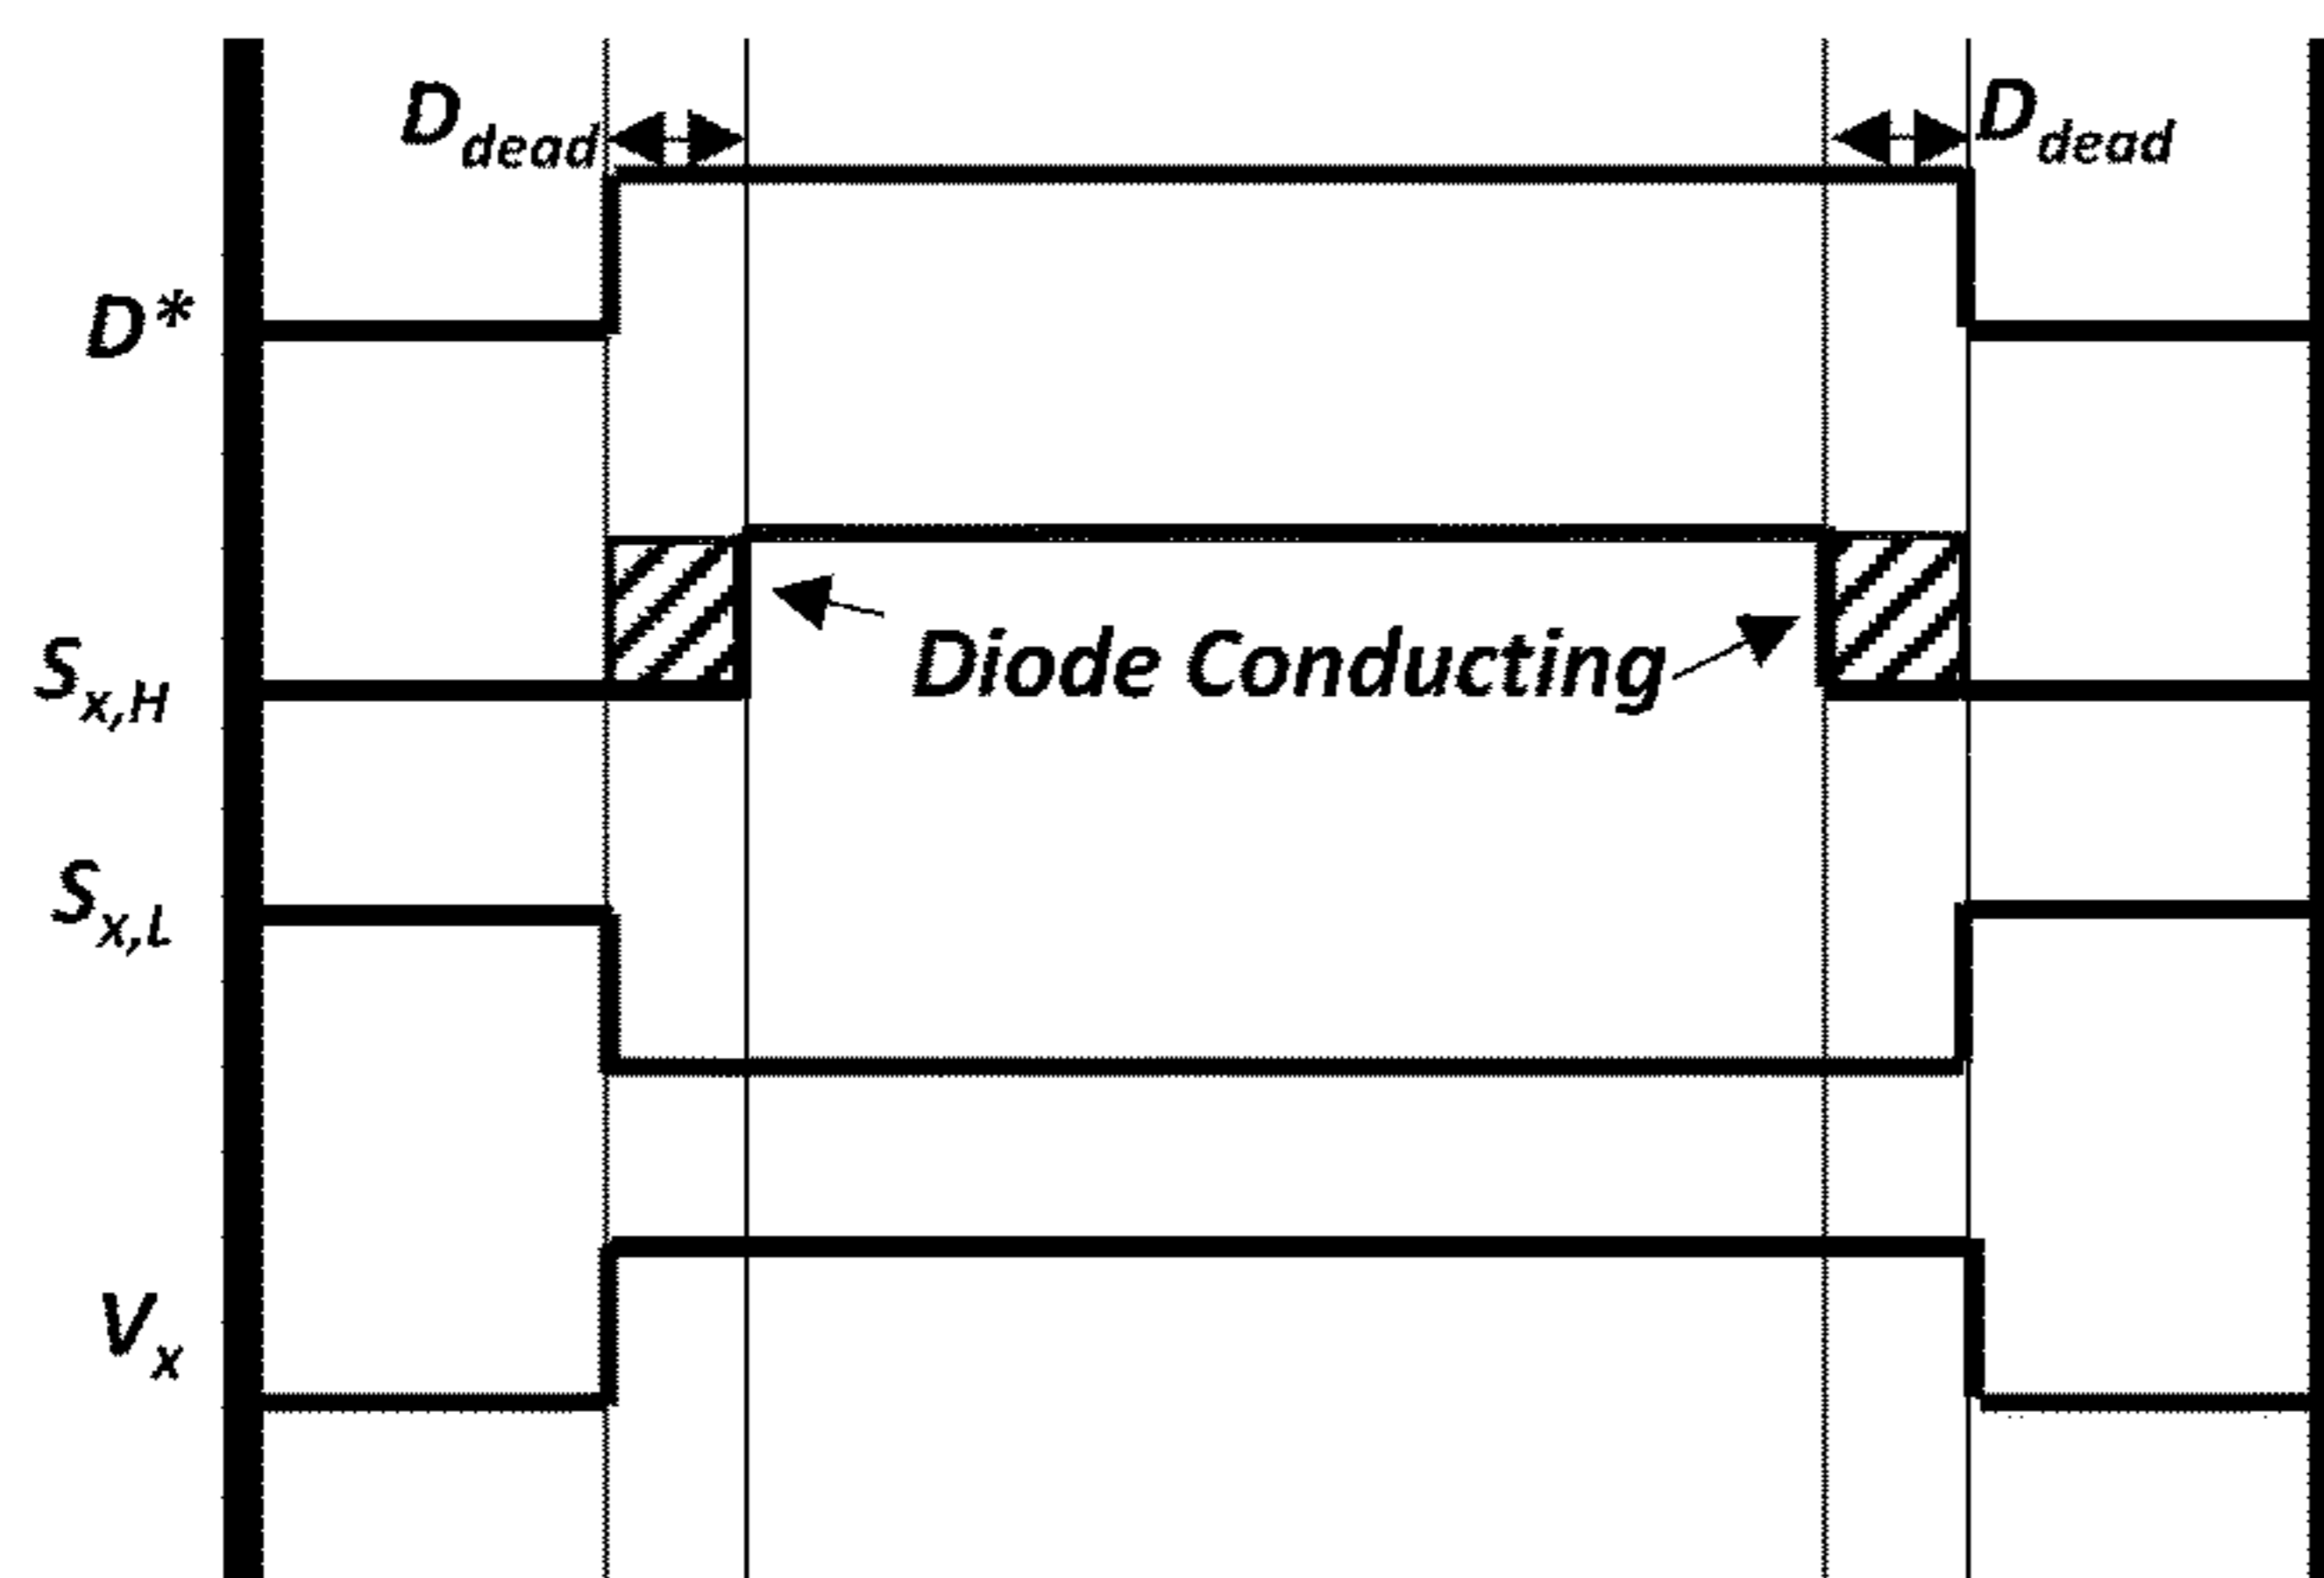 D_dead D_dead
D*
Diode Conducting
S_x,H
S_x,L
V_x